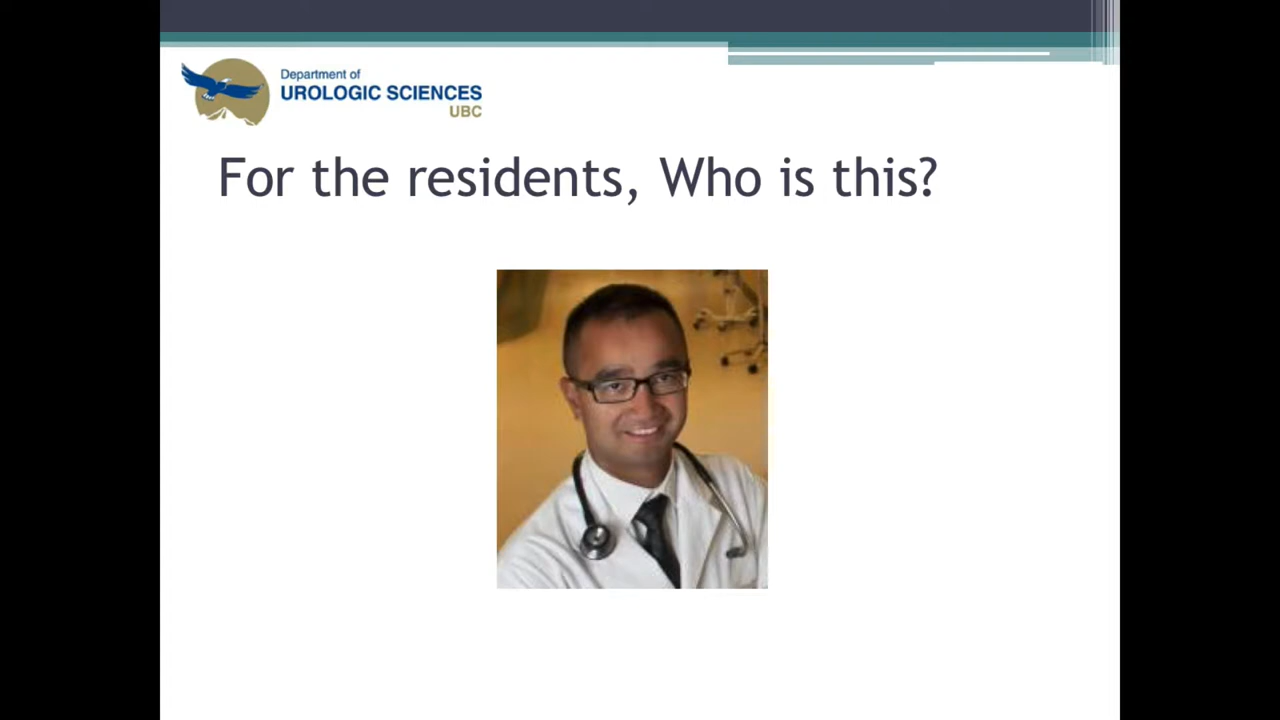 Department of
UROLOGIC SCIENCES
UBC
For the residents, Who is this?